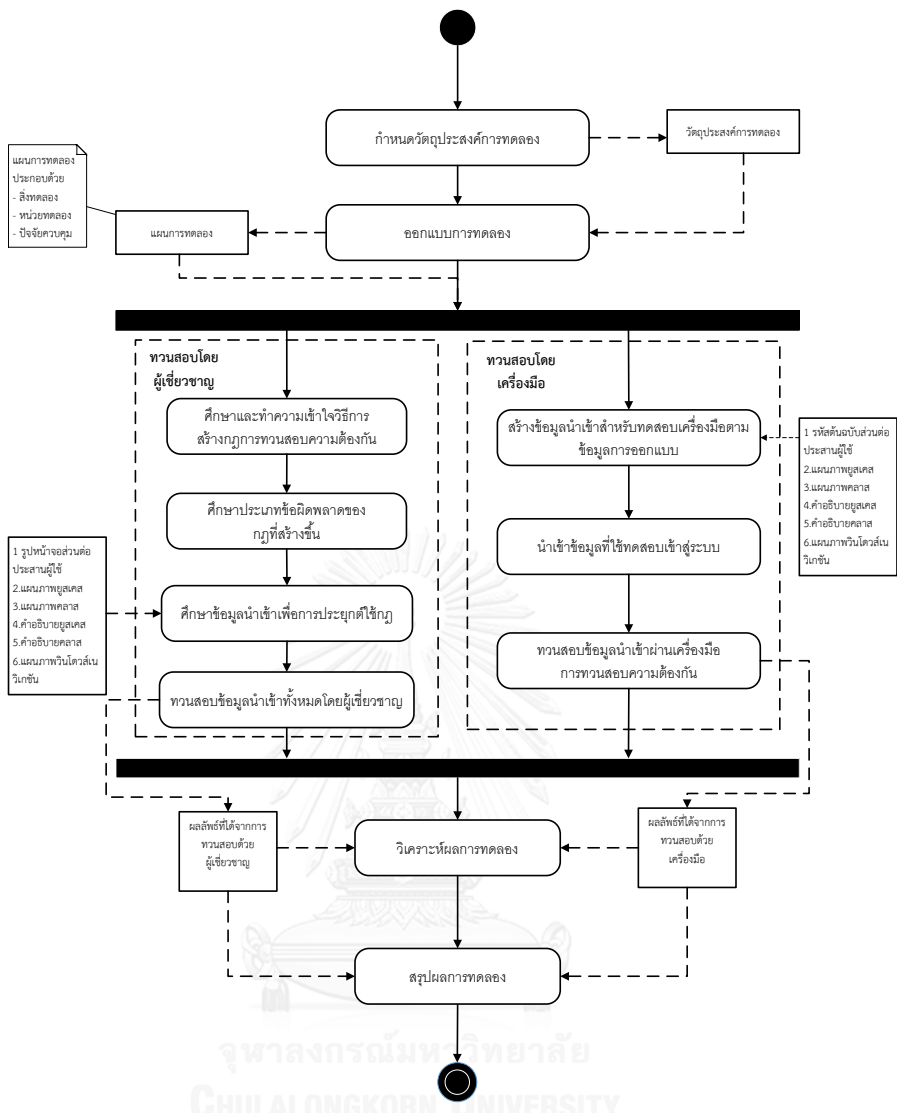 กำหนดวัตถุประสงค์การทดลอง
วัตถุประสงค์การทดลอง
แผนการทดลอง
ประกอบด้วย
- สิ่งทดลอง
- หน่วยทดลอง
- ปัจจัยควบคุม
แผนการทดลอง
ออกแบบการทดลอง
ทวนสอบโดย
ผู้เชี่ยวชาญ
ศึกษาและทำความเข้าใจวิธีการ
สร้างกฎการทวนสอบความต้องกัน
ศึกษาประเภทข้อผิดพลาดของ
กฎที่สร้างขึ้น
1 รูปหน้าจอส่วนต่อ
ประสานผู้ใช้
2.แผนภาพยูสเคส
3.แผนภาพคลาส
4.คำอธิบายยูสเคส
5.คำอธิบายคลาส
6.แผนภาพวินโดวส์เน
วิเกชัน
ศึกษาข้อมูลนำเข้าเพื่อการประยุกต์ใช้กฎ
ทวนสอบข้อมูลนำเข้าทั้งหมดโดยผู้เชี่ยวชาญ
ทวนสอบโดย
เครื่องมือ
สร้างข้อมูลนำเข้าสำหรับทดสอบเครื่องมือตาม
ข้อมูลการออกแบบ
1 รหัสต้นฉบับส่วนต่อ
ประสานผู้ใช้
2.แผนภาพยูสเคส
3.แผนภาพคลาส
4.คำอธิบายยูสเคส
5.คำอธิบายคลาส
6.แผนภาพวินโดวส์เน
วิเกชัน
นำเข้าข้อมูลที่ใช้ทดสอบเข้าสู่ระบบ
ทวนสอบข้อมูลนำเข้าผ่านเครื่องมือ
การทวนสอบความต้องกัน
ผลลัพธ์ที่ได้จากการ
ทวนสอบด้วย
ผู้เชี่ยวชาญ
วิเคราะห์ผลการทดลอง
ผลลัพธ์ที่ได้จากการ
ทวนสอบด้วย
เครื่องมือ
สรุปผลการทดลอง
จุฬาลงกรณ์มหาวิทยาลัย
CHULALONGKORN UNIVERSITY